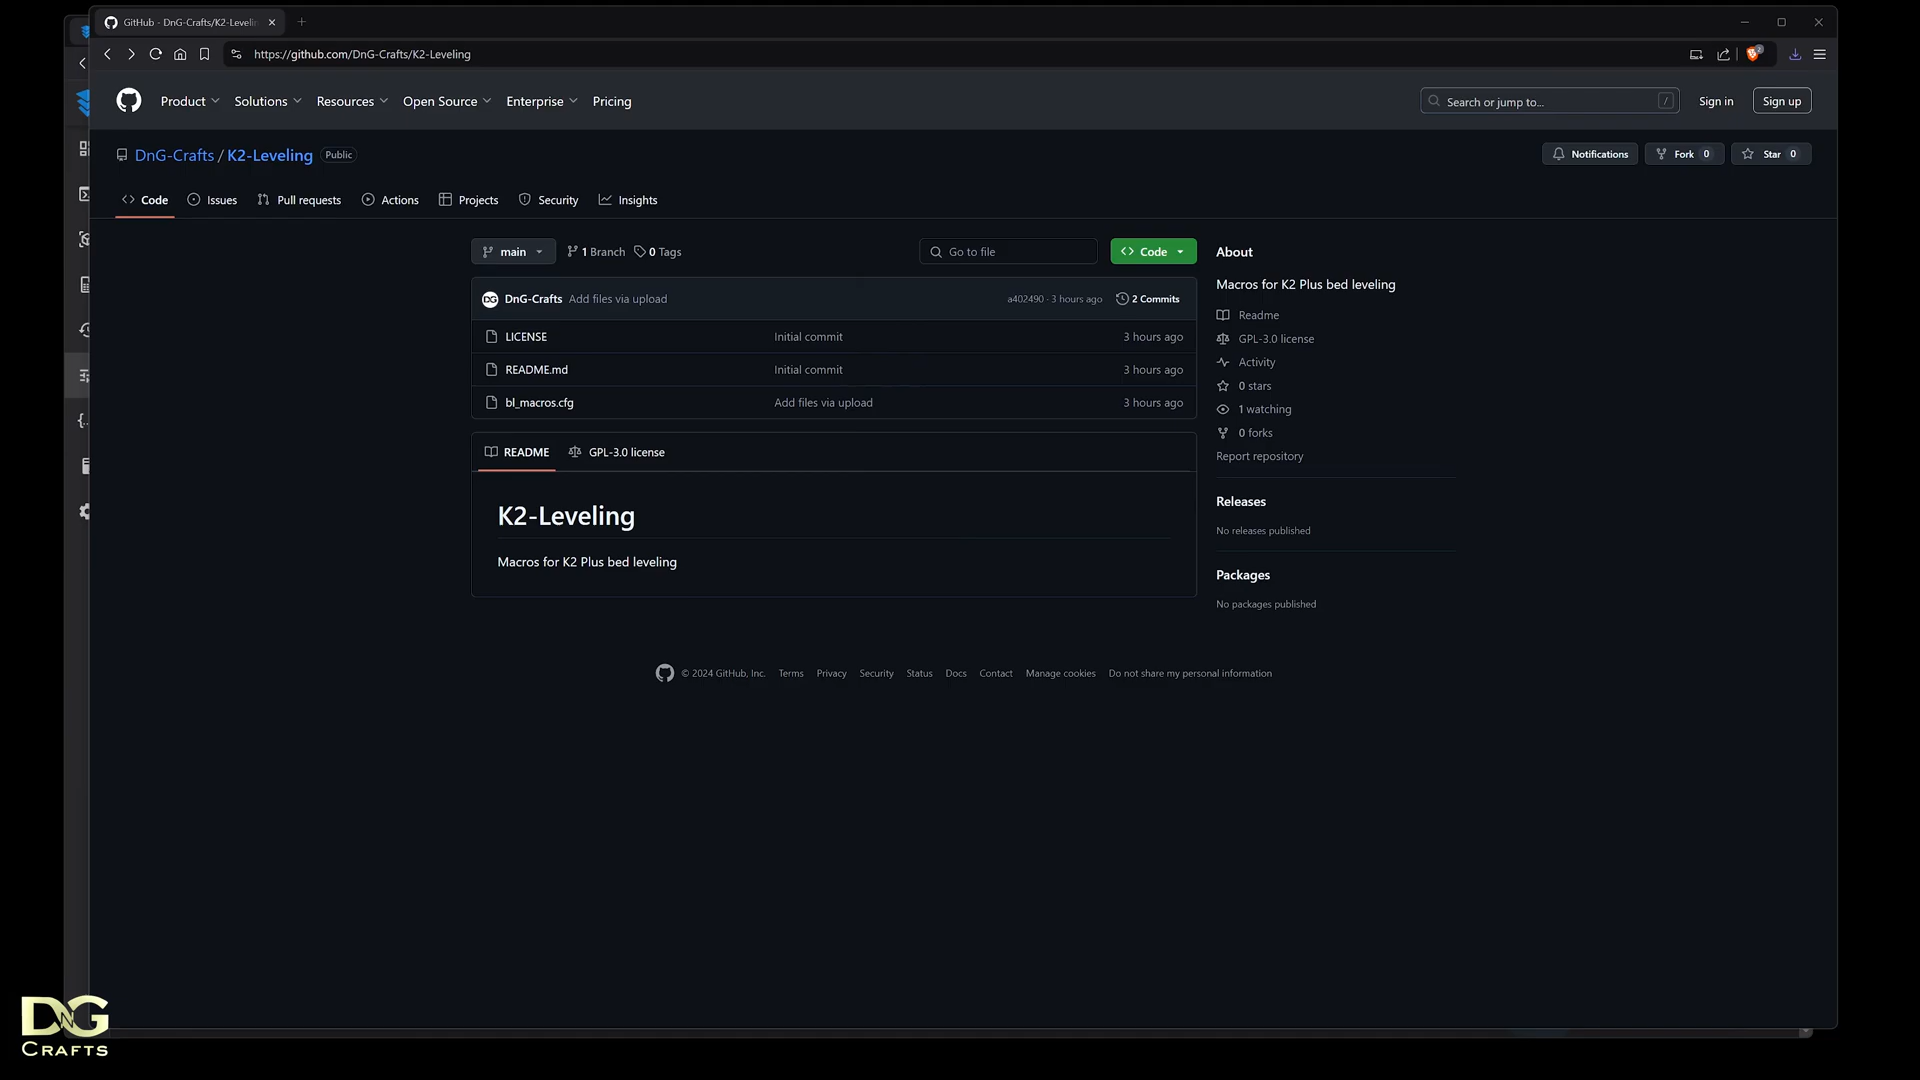 GitHub - DnG-Crafts/K2-Levelin
https://github.com/DnG-Crafts/K2-Leveling
2
Product
Solutions
Resources
Open Source
Enterprise
Pricing
Search or jump to...
/
Sign in
Sign up
DnG-Crafts / K2-Leveling
Public
Notifications
Fork 0
Star 0
Code
Issues
Pull requests
Actions
Projects
Security
Insights
main
1 Branch
0 Tags
Go to file
Code
DG
DnG-Crafts Add files via upload
a402490 · 3 hours ago
2 Commits
LICENSE
Initial commit
3 hours ago
README.md
Initial commit
3 hours ago
bl_macros.cfg
Add files via upload
3 hours ago
README
GPL-3.0 license
K2-Leveling
Macros for K2 Plus bed leveling
About
Macros for K2 Plus bed leveling
Readme
GPL-3.0 license
Activity
0 stars
1 watching
0 forks
Report repository
Releases
No releases published
Packages
No packages published
© 2024 GitHub, Inc.
Terms
Privacy
Security
Status
Docs
Contact
Manage cookies
Do not share my personal information
DNG
CRAFTS